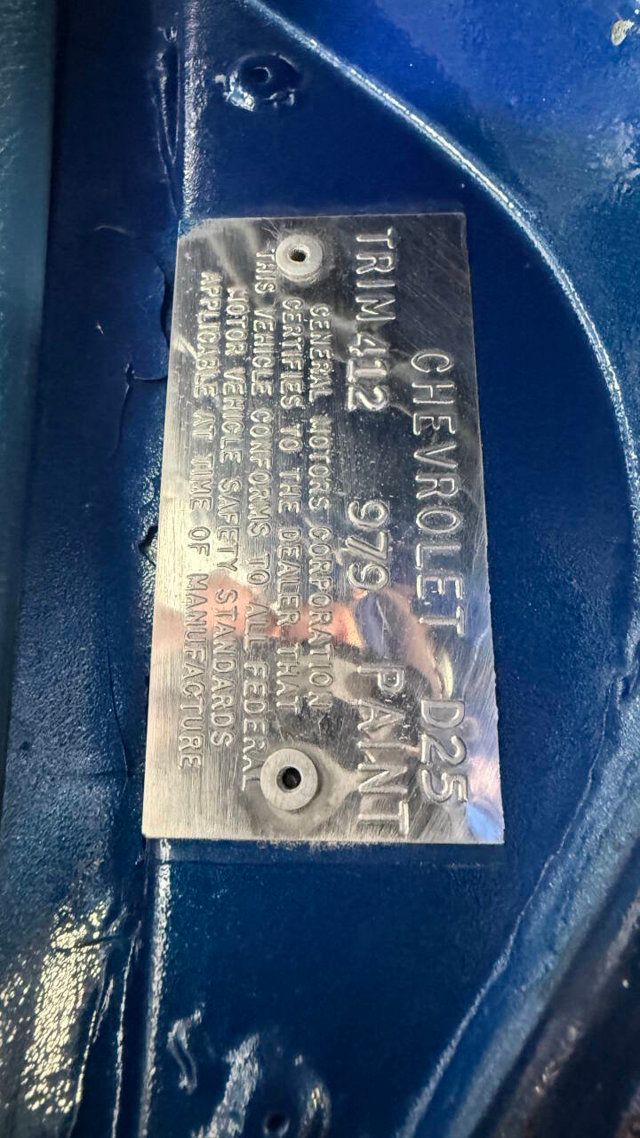 CHEVROLET D25
TRIM 412 979 PAINT
GENERAL MOTORS CORPORATION
CERTIFIES TO THE DEALER THAT
THIS VEHICLE CONFORMS TO ALL FEDERAL
MOTOR VEHICLE SAFETY STANDARDS
APPLICABLE AT TIME OF MANUFACTURE